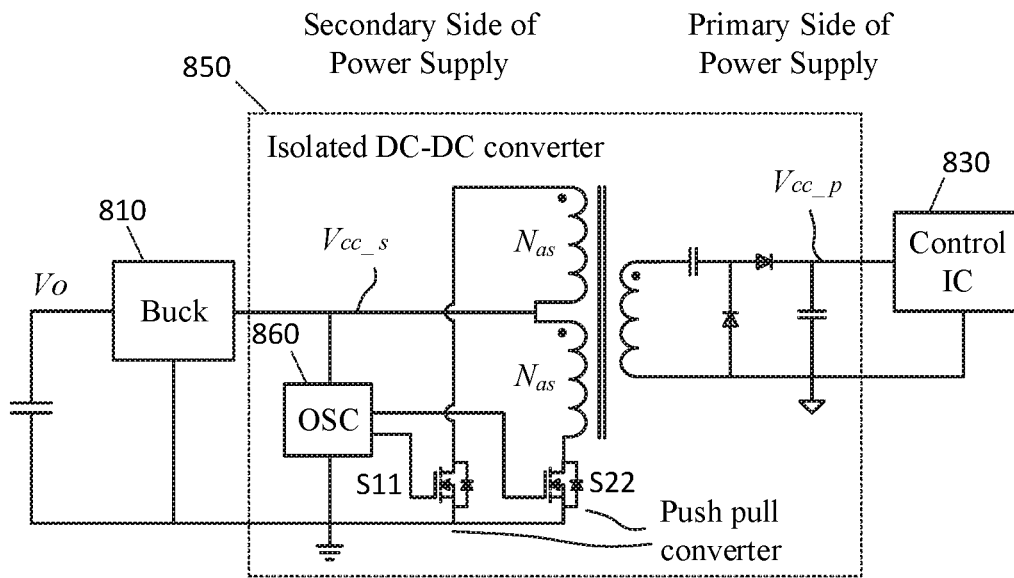 Secondary Side of
Power Supply
Primary Side of
Power Supply
850
Isolated DC-DC converter
830
810
Vcc_p
Vcc_s
Nas
Control
IC
Vo
Buck
860
Nas
OSC
S11
S22
Push pull
converter